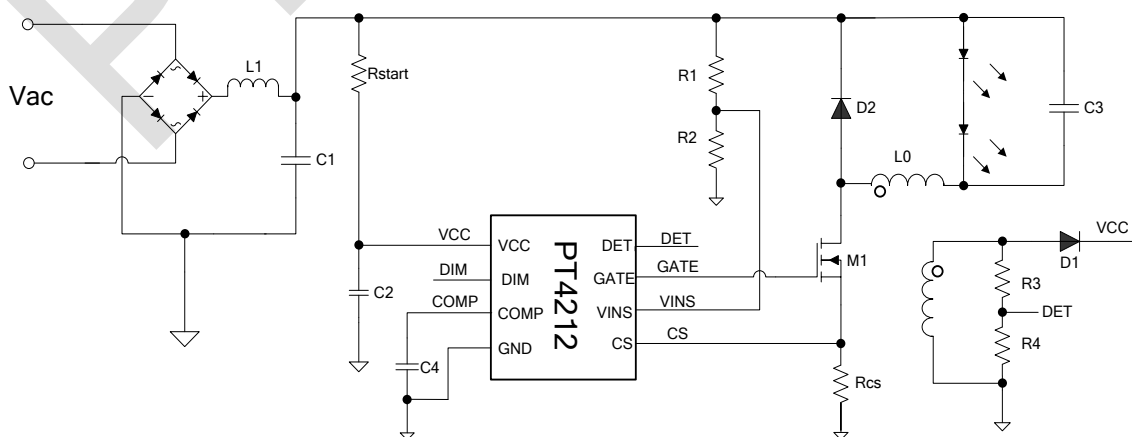 L1
Rstart
R1
Vac
D2
C3
R2
C1
L0
VCC
VCC
DET
DET
VCC
DIM
DIM
GATE
GATE
M1
D1
C2
PT4212
R3
COMP
COMP
VINS
VINS
DET
C4
GND
CS
CS
R4
Rcs